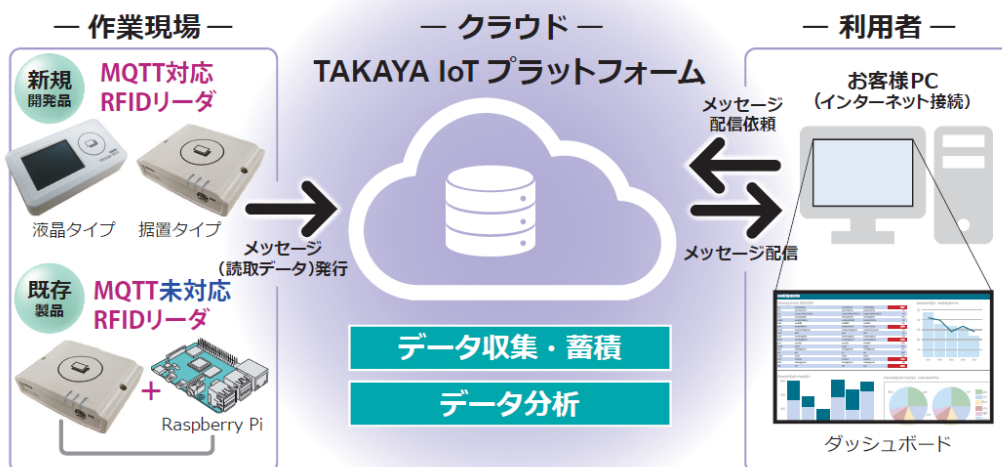 作業現場
新規
開発品
MQTT対応
RFIDリーダ
液晶タイプ
据置タイプ
既存
製品
MQTT未対応
RFIDリーダ
+
Raspberry Pi
メッセージ
(読取データ)発行
クラウド
TAKAYA IoT プラットフォーム
データ収集・蓄積
データ分析
メッセージ
配信依頼
メッセージ配信
利用者
お客様PC
(インターネット接続)
ダッシュボード